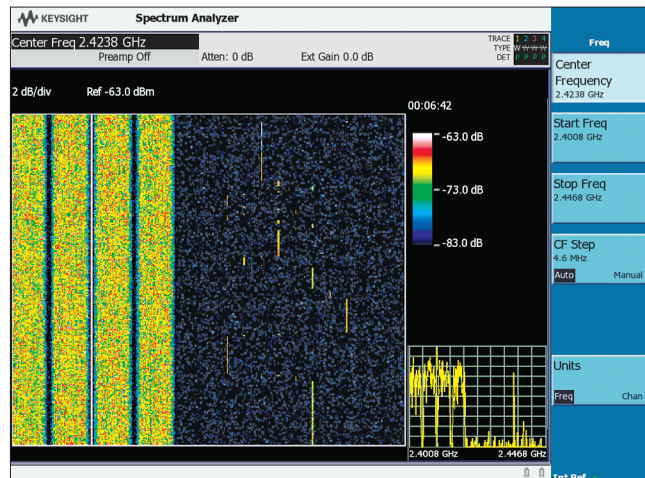 KEYSIGHT Spectrum Analyzer
Center Freq 2.4238 GHz
Preamp Off Atten: 0 dB Ext Gain 0.0 dB
TRACE 1 2 3 4
TYPE W W W W
DET P P P P
2 dB/div Ref -63.0 dBm
00:06:42
-63.0 dB
-73.0 dB
-83.0 dB
2.4008 GHz 2.4468 GHz
Freq
Center
Frequency
2.4238 GHz
Start Freq
2.4008 GHz
Stop Freq
2.4468 GHz
CF Step
4.6 MHz
Auto Manual
Units
Freq Chan
Int Ref